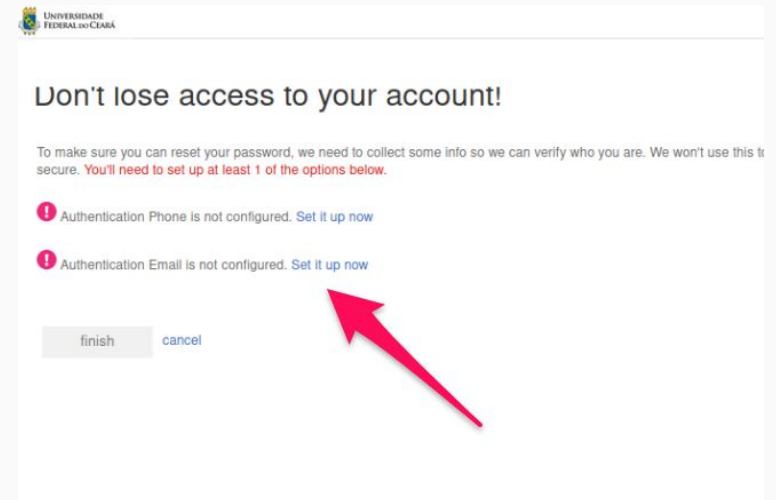 UNIVERSIDADE
FEDERAL DO CEARÁ
Don't lose access to your account!
To make sure you can reset your password, we need to collect some info so we can verify who you are. We won't use this to
secure. You'll need to set up at least 1 of the options below.
Authentication Phone is not configured. Set it up now
Authentication Email is not configured. Set it up now
finish cancel